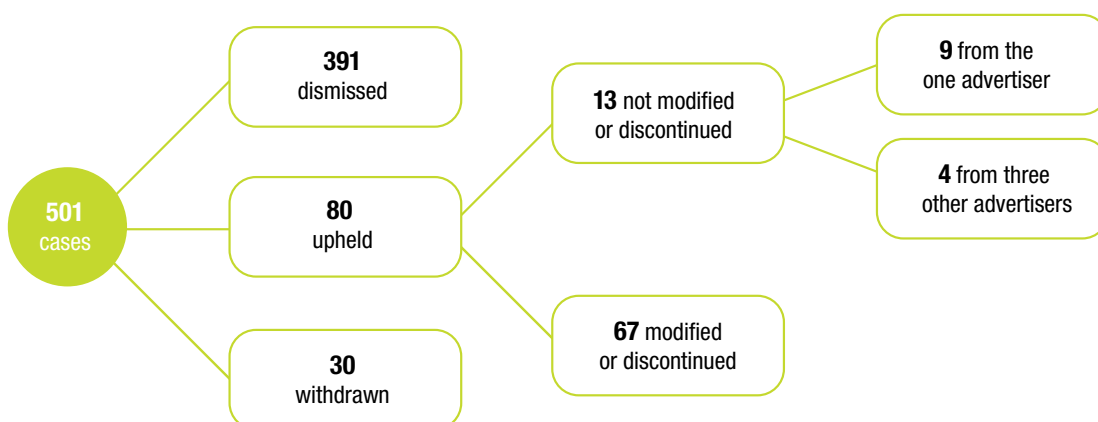 501
cases
391
dismissed
80
upheld
30
withdrawn
13 not modified
or discontinued
67 modified
or discontinued
9 from the
one advertiser
4 from three
other advertisers